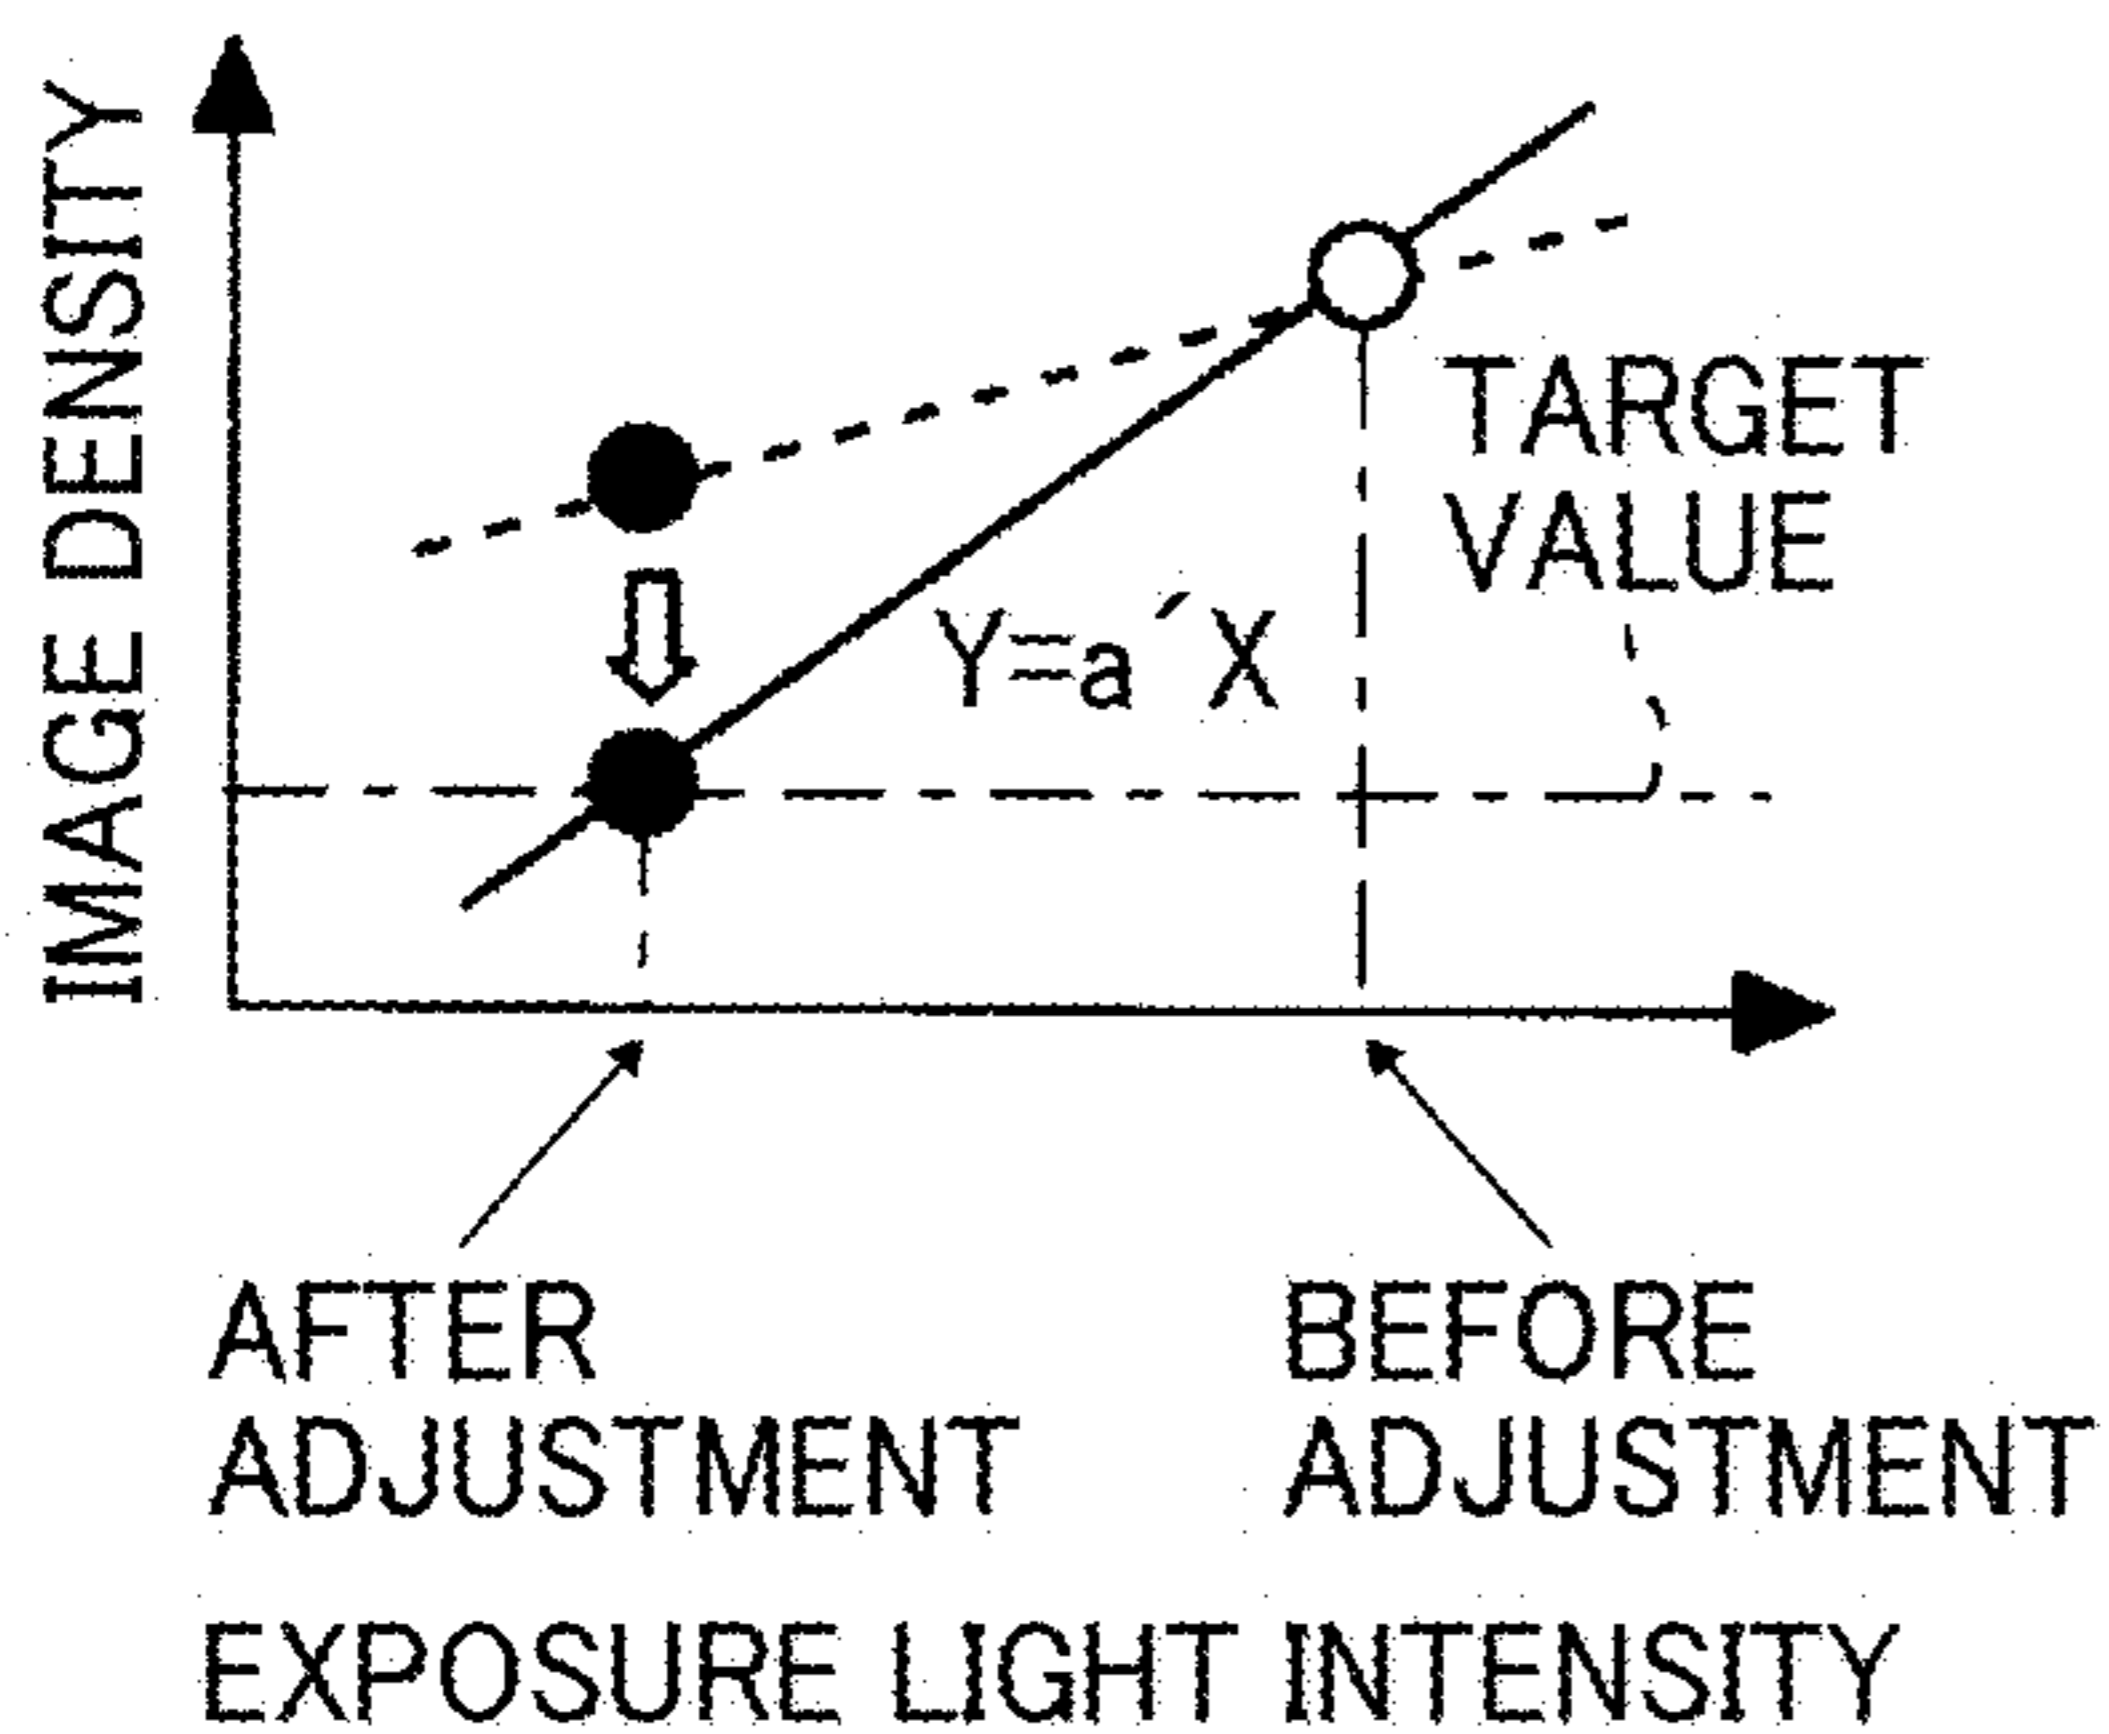 IMAGE DENSITY
TARGET
VALUE
Y=a´X
AFTER
ADJUSTMENT
BEFORE
ADJUSTMENT
EXPOSURE LIGHT INTENSITY